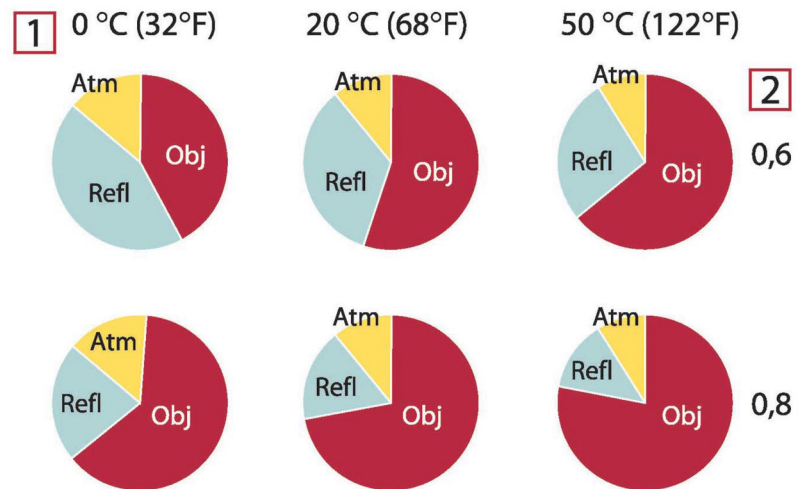 1 0 °C (32°F) 20 °C (68°F) 50 °C (122°F)
2
Atm Atm Atm
Obj Refl Obj Refl Obj Refl
0,6
Atm Atm Atm
Refl Obj Refl Obj Refl Obj
0,8